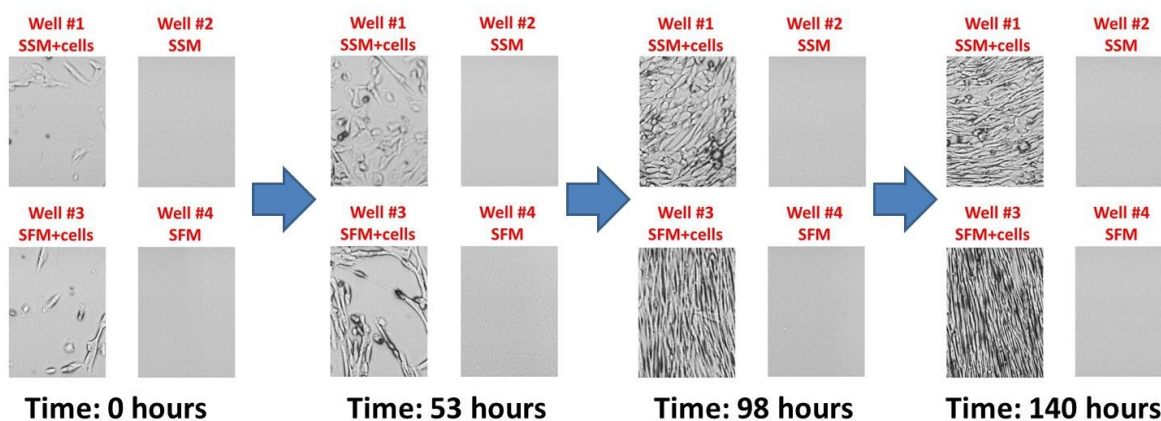 Well #1
SSM+cells
Well #2
SSM
Well #3
SFM+cells
Well #4
SFM
Time: 0 hours
Well #1
SSM+cells
Well #2
SSM
Well #3
SFM+cells
Well #4
SFM
Time: 53 hours
Well #1
SSM+cells
Well #2
SSM
Well #3
SFM+cells
Well #4
SFM
Time: 98 hours
Well #1
SSM+cells
Well #2
SSM
Well #3
SFM+cells
Well #4
SFM
Time: 140 hours